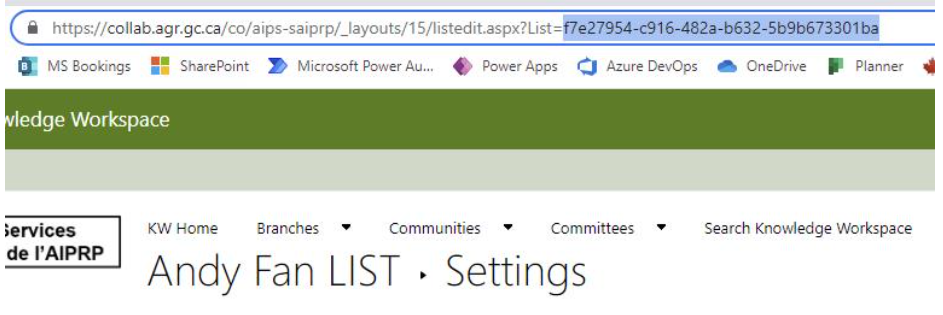 https://collab.agr.gc.ca/co/aips-saiprp/_layouts/15/listedit.aspx?List=f7e27954-c916-482a-b632-5b9b673301ba
MS Bookings SharePoint Microsoft Power Au... Power Apps Azure DevOps OneDrive Planner
wledge Workspace
Services
de l'AIPRP
KW Home Branches Communities Committees Search Knowledge Workspace
Andy Fan LIST · Settings